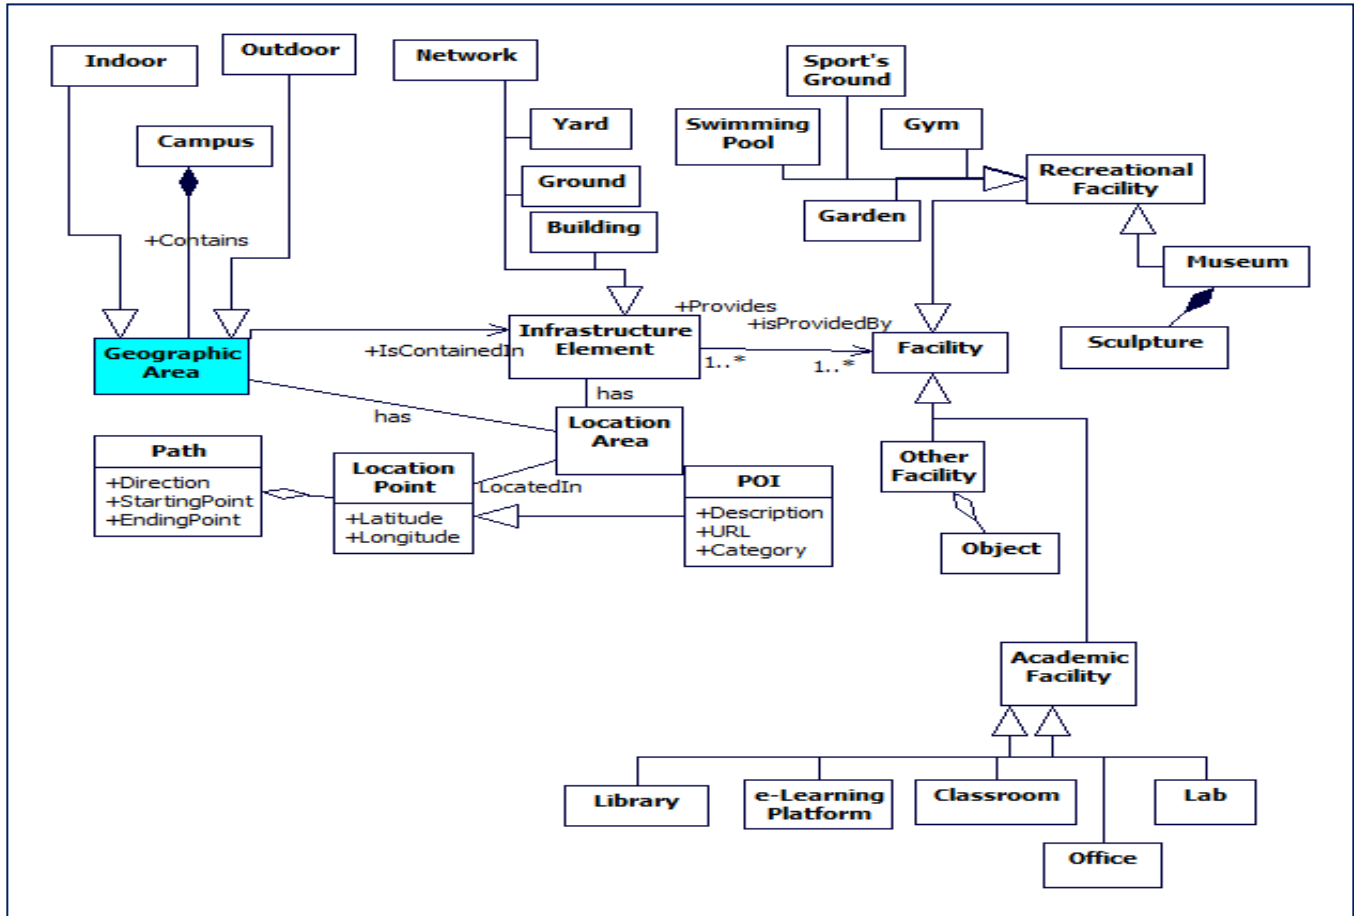 Indoor
Outdoor
Network
Sport's
Ground
Campus
Yard
Swimming
Pool
Gym
Ground
Recreational
Facility
Building
Garden
+Contains
Museum
+Provides
+isProvidedBy
Infrastructure
Element
+IsContainedIn
1..*
1..*
Facility
Sculpture
Geographic
Area
has
has
Location
Area
Path
+Direction
+StartingPoint
+EndingPoint
Location
Point
+Latitude
+Longitude
LocatedIn
POI
+Description
+URL
+Category
Other
Facility
Object
Academic
Facility
Library
e-Learning
Platform
Classroom
Lab
Office